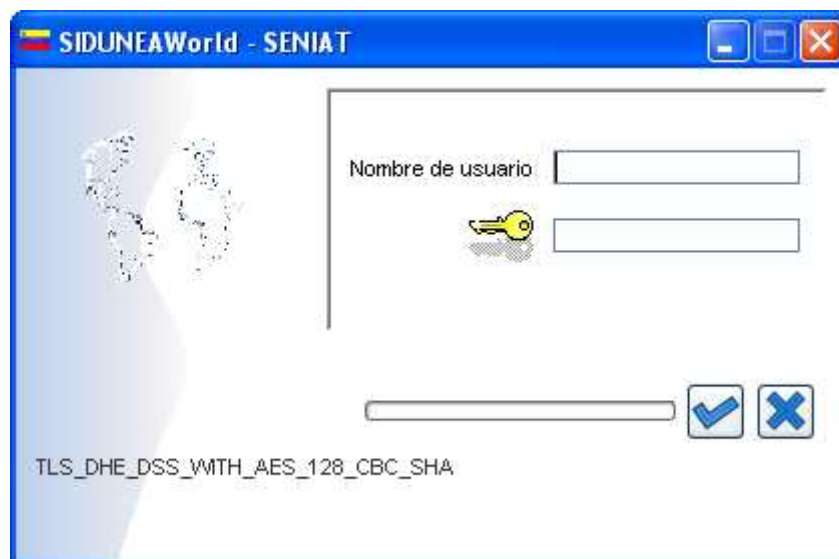 SIDUNEAWorld - SENIAT
Nombre de usuario
TLS_DHE_DSS_WITH_AES_128_CBC_SHA